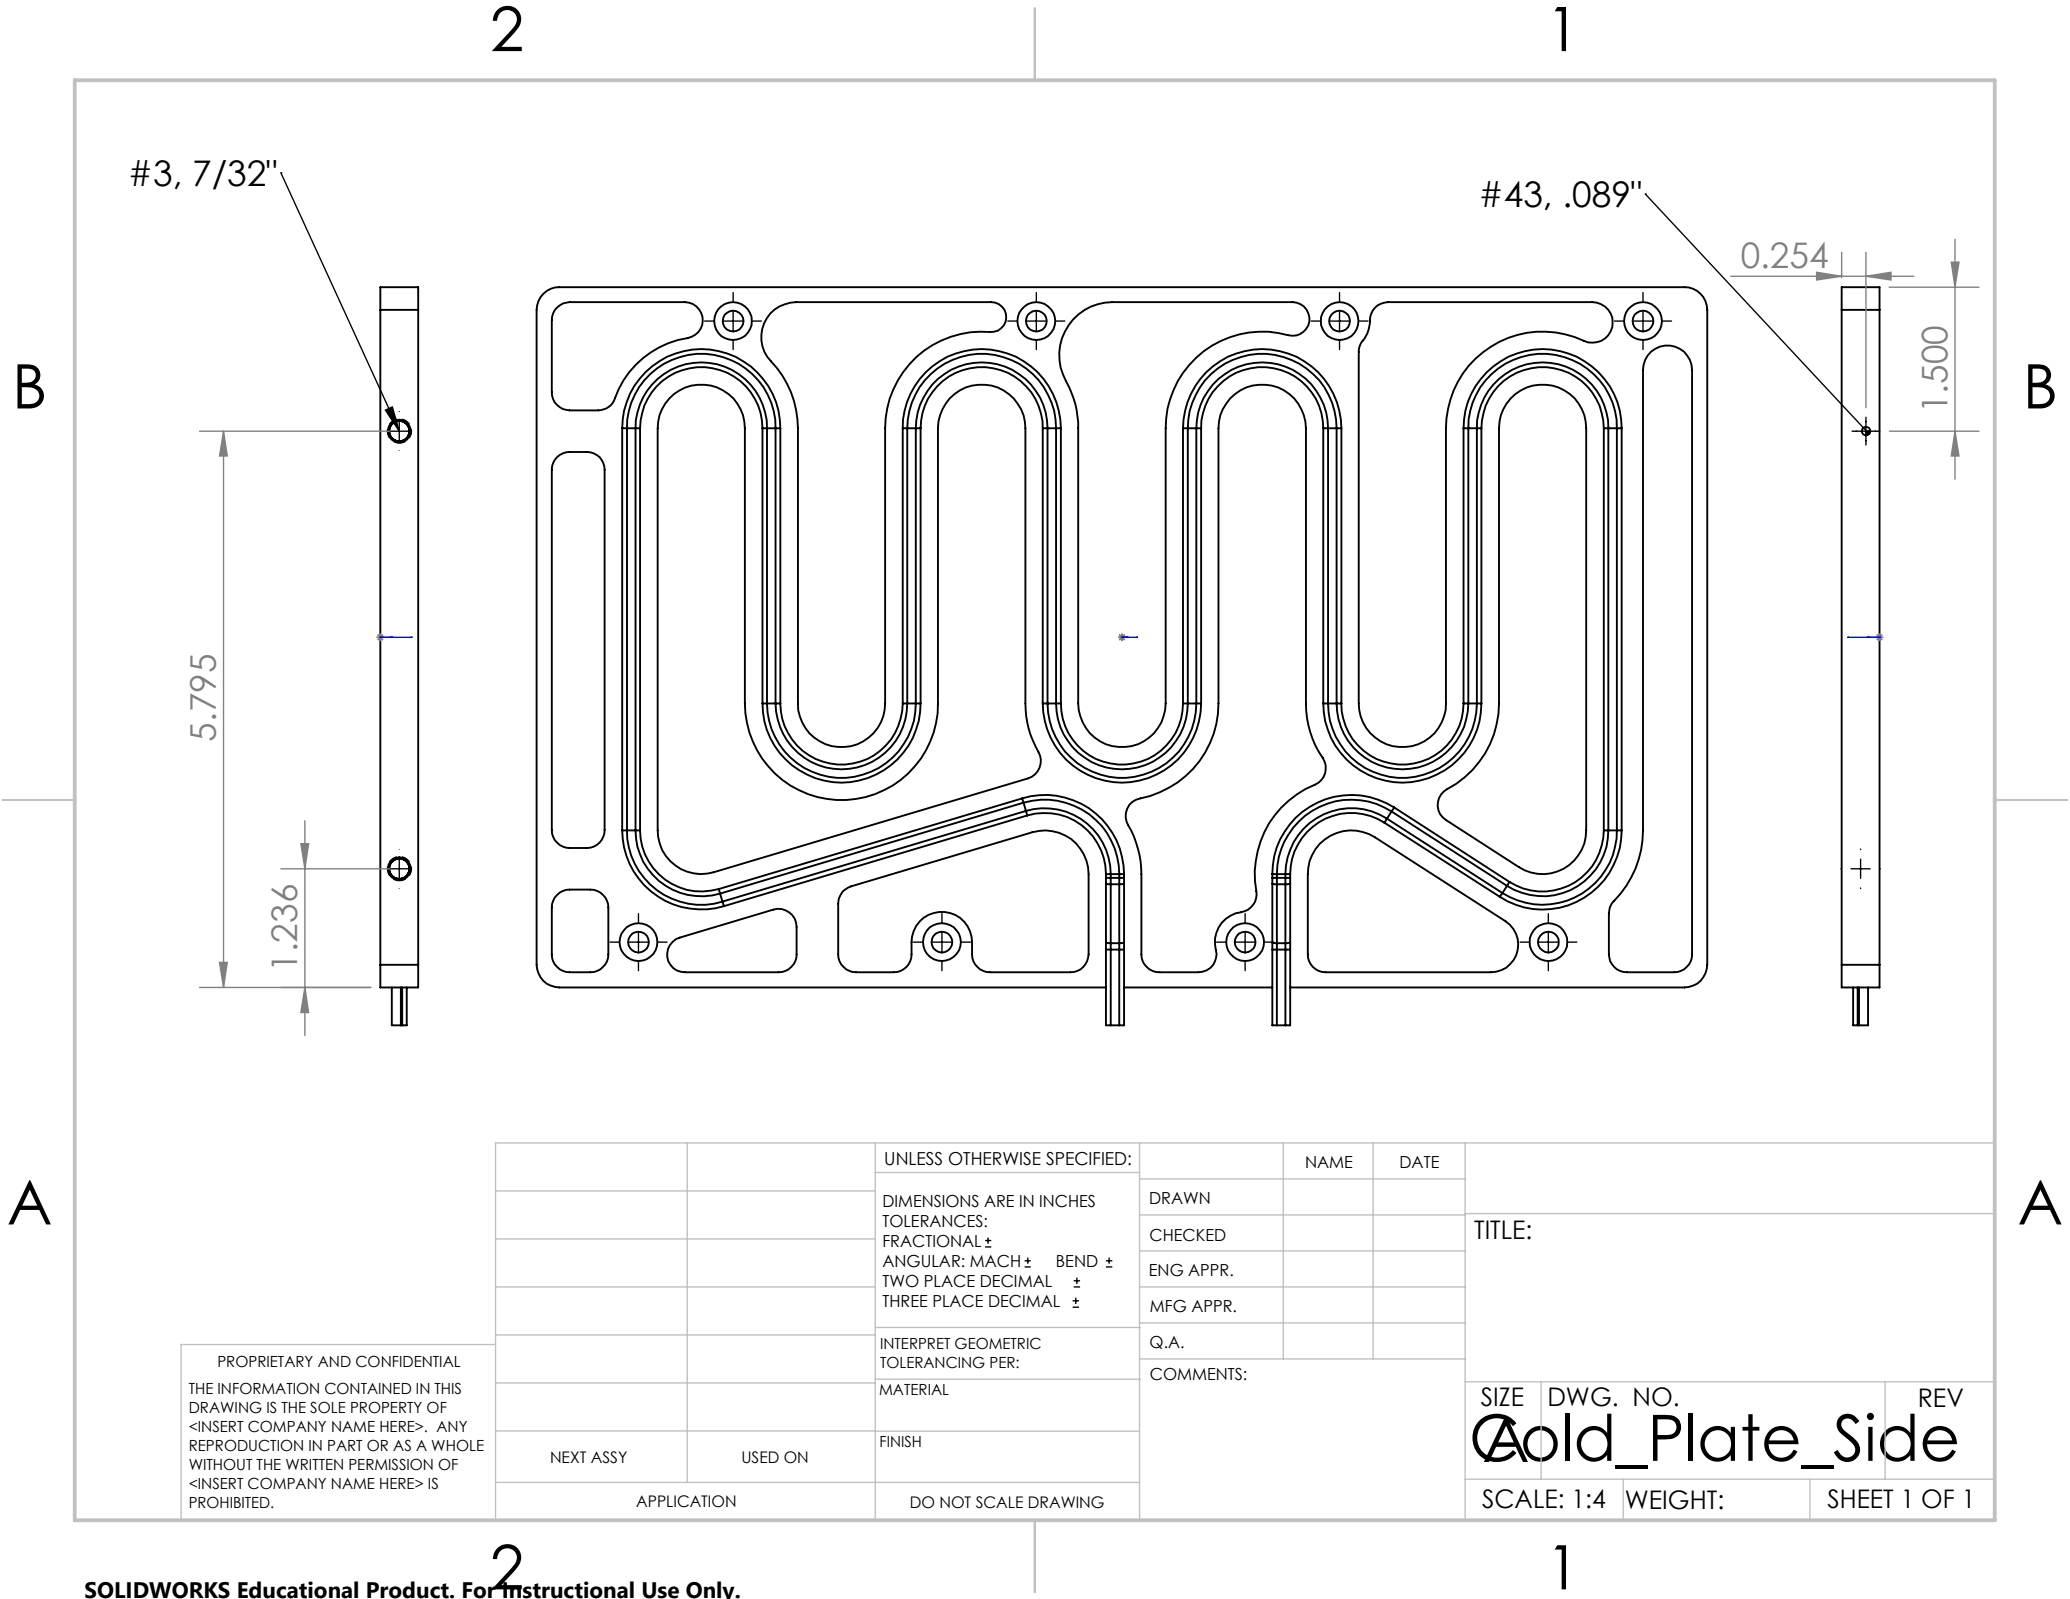 2
1
#3, 7/32"
#43, .089"
0.254
1.500
B
B
5.795
1.236
A
A
UNLESS OTHERWISE SPECIFIED:
DIMENSIONS ARE IN INCHES
TOLERANCES:
FRACTIONAL ±
ANGULAR: MACH ± BEND ±
TWO PLACE DECIMAL ±
THREE PLACE DECIMAL ±
INTERPRET GEOMETRIC
TOLERANCING PER:
MATERIAL
FINISH
DO NOT SCALE DRAWING
NAME
DATE
DRAWN
CHECKED
ENG APPR.
MFG APPR.
Q.A.
COMMENTS:
TITLE:
SIZE
DWG. NO.
REV
A
Cold_Plate_Side
SCALE: 1:4
WEIGHT:
SHEET 1 OF 1
PROPRIETARY AND CONFIDENTIAL
THE INFORMATION CONTAINED IN THIS
DRAWING IS THE SOLE PROPERTY OF
<INSERT COMPANY NAME HERE>. ANY
REPRODUCTION IN PART OR AS A WHOLE
WITHOUT THE WRITTEN PERMISSION OF
<INSERT COMPANY NAME HERE> IS
PROHIBITED.
NEXT ASSY
USED ON
APPLICATION
2
1
SOLIDWORKS Educational Product. For Instructional Use Only.